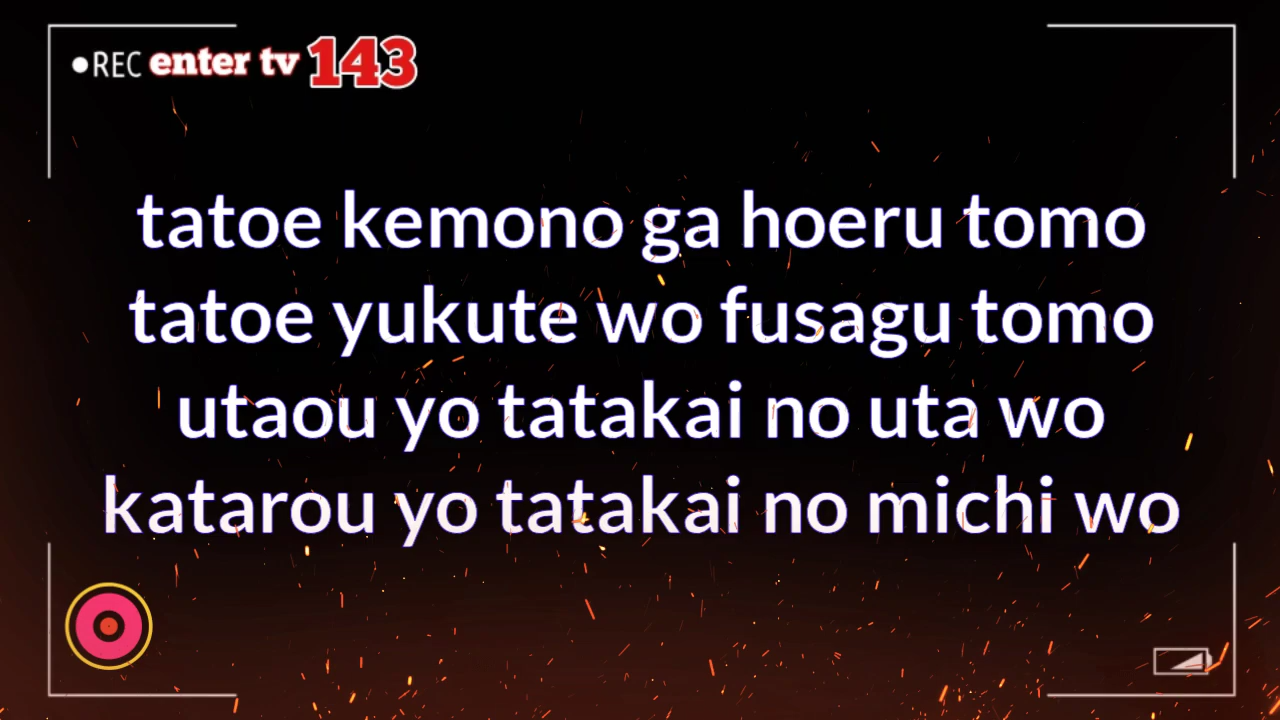 ●REC enter tv 143
tatoe kemono ga hoeru tomo
tatoe yukute wo fusagu tomo
utaou yo tatakai no uta wo
katarou yo tatakai no michi wo